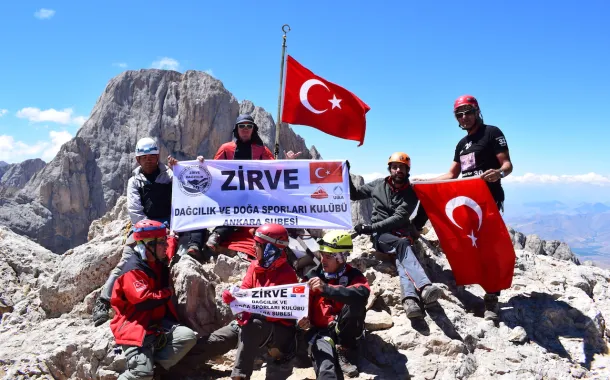 ZİRVE
DAĞCILIK VE DOĞA SPORLARI KULÜBÜ
ANKARA ŞUBESİ
ZİRVE
DAĞCILIK VE
DOĞA SPORLARI KULÜBÜ